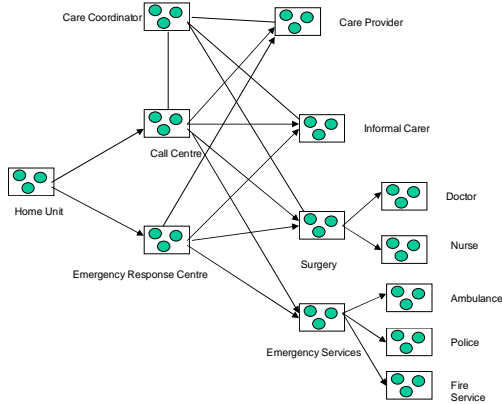 Care Coordinator
Care Provider
Informal Carer
Call Centre
Doctor
Home Unit
Nurse
Surgery
Emergency Response Centre
Ambulance
Police
Emergency Services
Fire
Service